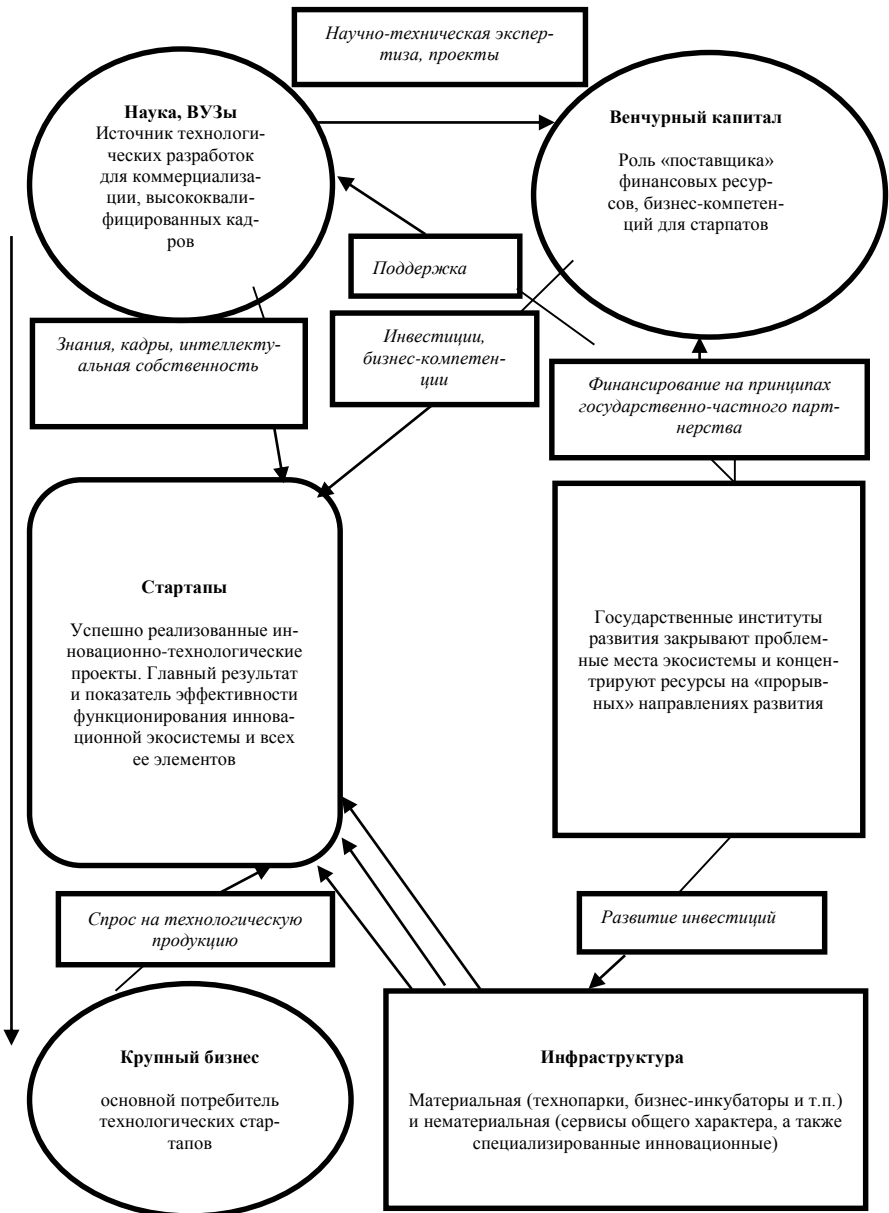 Научно-техническая экспер-
тиза, проекты
Наука, ВУЗы
Источник технологи-
ческих разработок
для коммерциализа-
ции, высококвали-
фицированных кад-
ров
Венчурный капитал
Роль «поставщика»
финансовых ресур-
сов, бизнес-компетен-
ций для старпатов
Поддержка
Знания, кадры, интеллекту-
альная собственность
Инвестиции,
бизнес-компетен-
ции
Финансирование на принципах
государственно-частного парт-
нерства
Стартапы
Успешно реализованные ин-
новационно-технологические
проекты. Главный результат
и показатель эффективности
функционирования иннова-
ционной экосистемы и всех
ее элементов
Государственные институты
развития закрывают проблем-
ные места экосистемы и концен-
трируют ресурсы на «прорыв-
ных» направлениях развития
Спрос на технологическую
продукцию
Развитие инвестиций
Крупный бизнес
основной потребитель
технологических стар-
тапов
Инфраструктура
Материальная (технопарки, бизнес-инкубаторы и т.п.)
и нематериальная (сервисы общего характера, а также
специализированные инновационные)